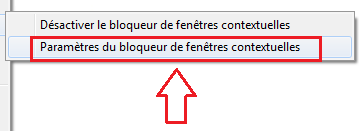 Désactiver le bloqueur de fenêtres contextuelles
Paramètres du bloqueur de fenêtres contextuelles